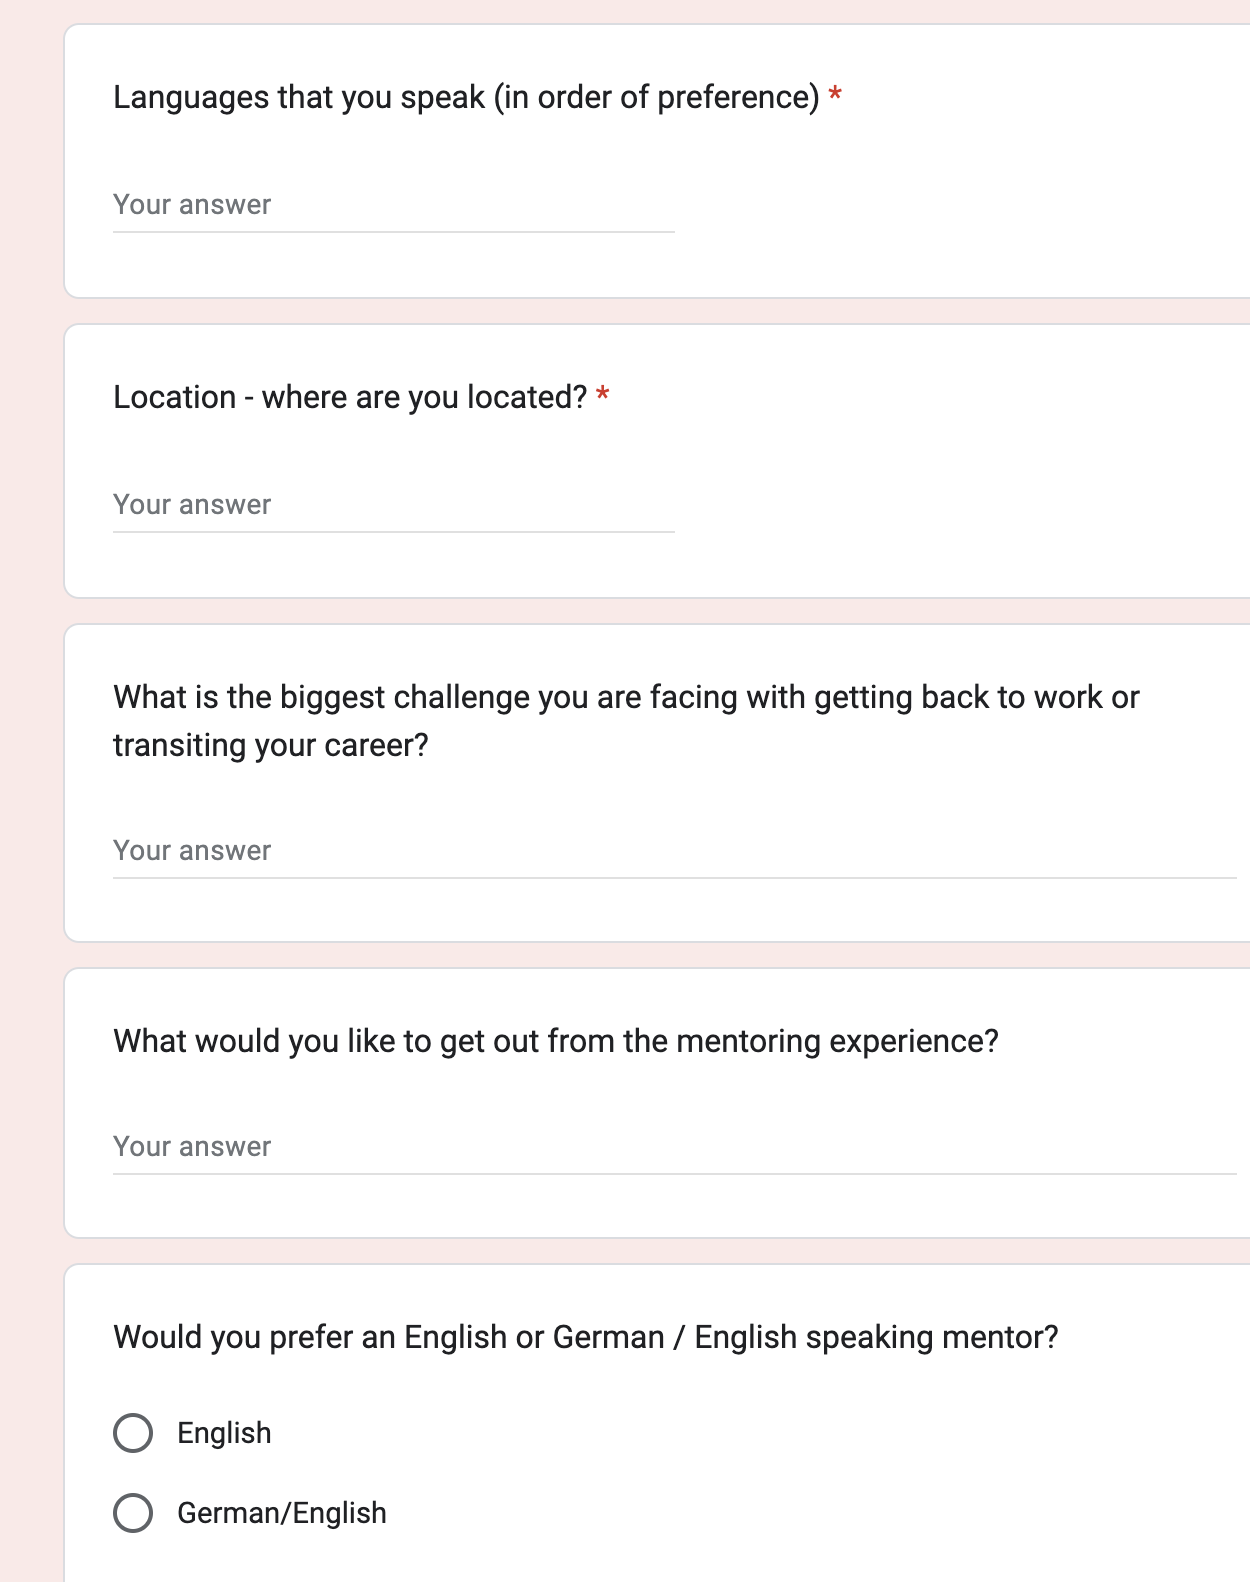 Languages that you speak (in order of preference) *
Your answer
Location - where are you located? *
Your answer
What is the biggest challenge you are facing with getting back to work or
transiting your career?
Your answer
What would you like to get out from the mentoring experience?
Your answer
Would you prefer an English or German / English speaking mentor?
English
German/English